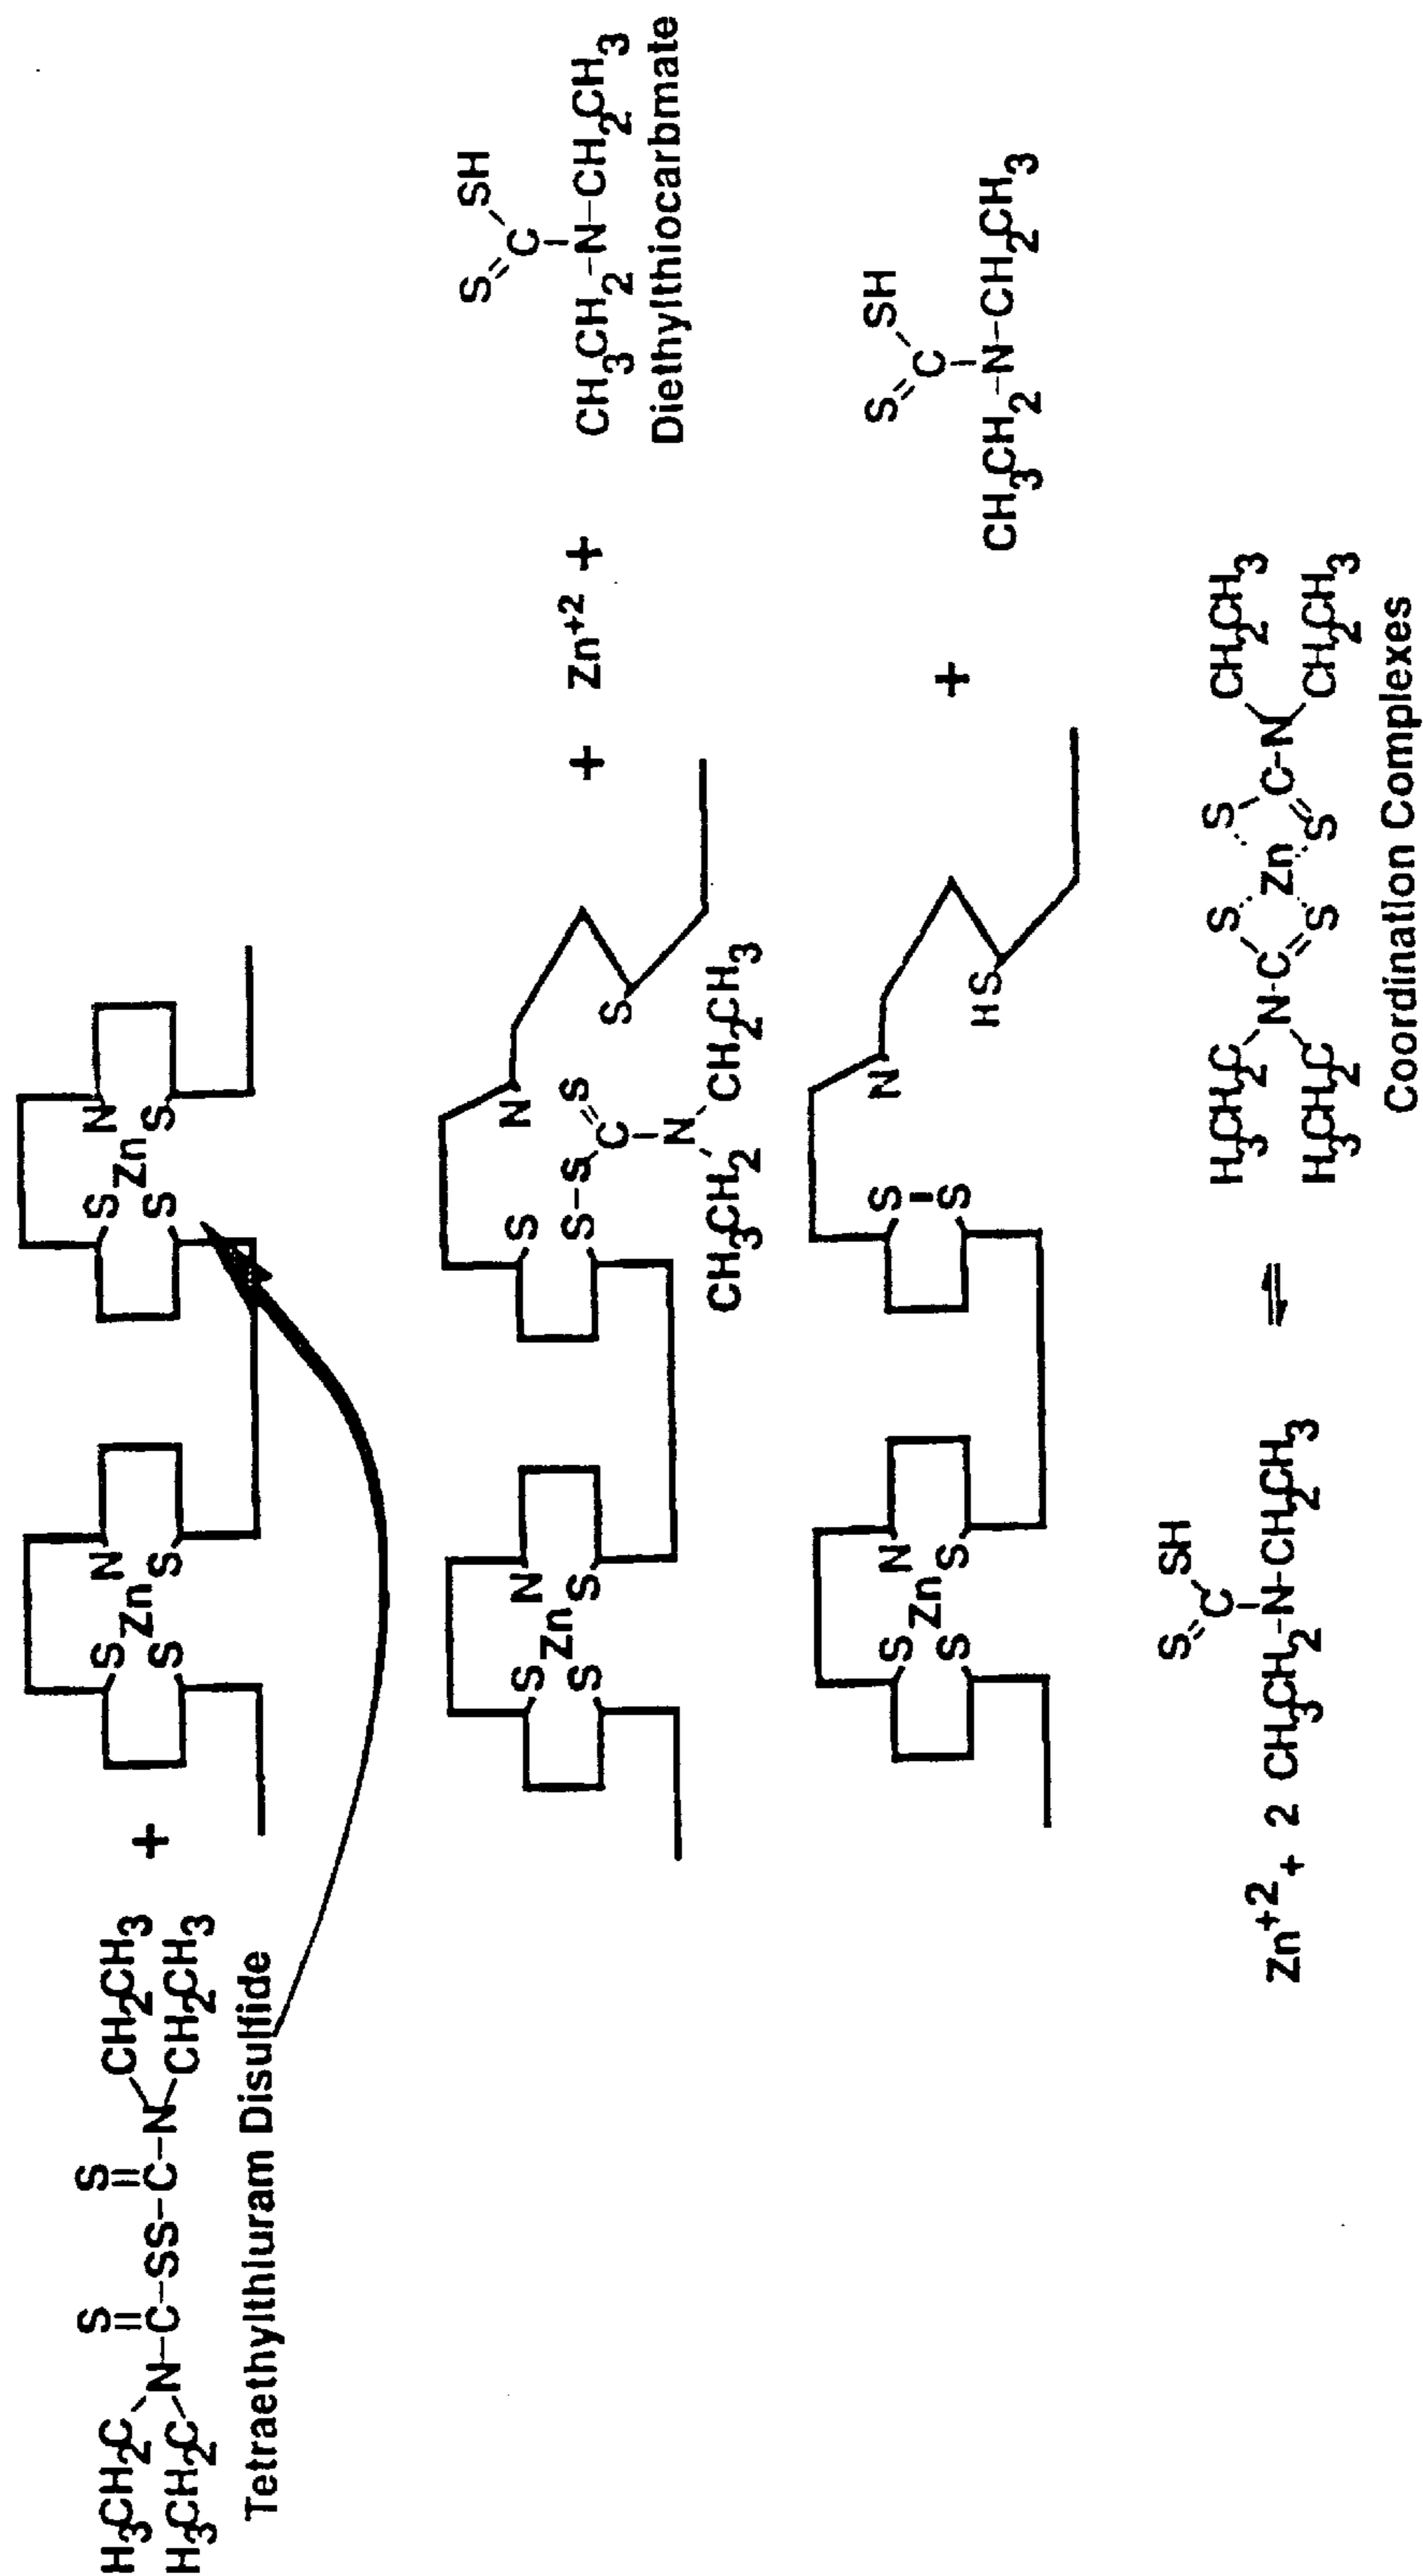 S S
H3CH2C CH2CH3
N–C–SS–C–N
H3CH2C CH2CH3
Tetraethylthiuram Disulfide
+
S N
Zn
S S
S N
Zn
S S
S N
Zn
S S
S N
S–S S
C S
N
CH3CH2 CH2CH3
+ Zn+2 +
S SH
C
CH3CH2–N–CH2CH3
Diethylthiocarbmate
S N
Zn
S S
S N
S HS
+
S SH
C
CH3CH2–N–CH2CH3
S SH
C
Zn+2 + 2 CH3CH2–N–CH2CH3
⇌
H3CH2C S S CH2CH3
N-C Zn C-N
H3CH2C S S CH2CH3
Coordination Complexes